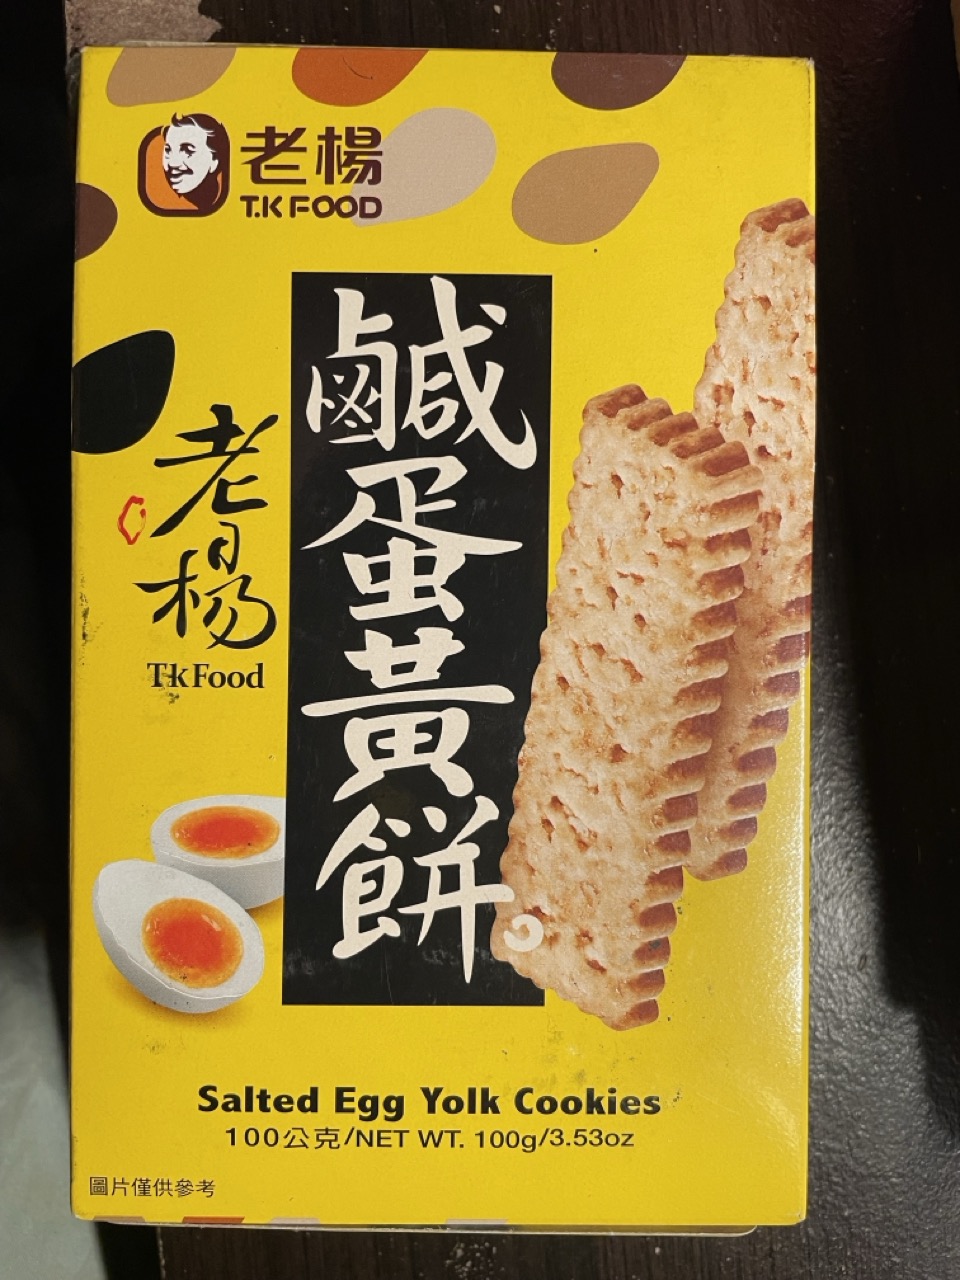 老楊
T.K FOOD
鹹蛋黃餅
老楊
TkFood
Salted Egg Yolk Cookies
100公克/NET WT. 100g/3.53oz
圖片僅供參考